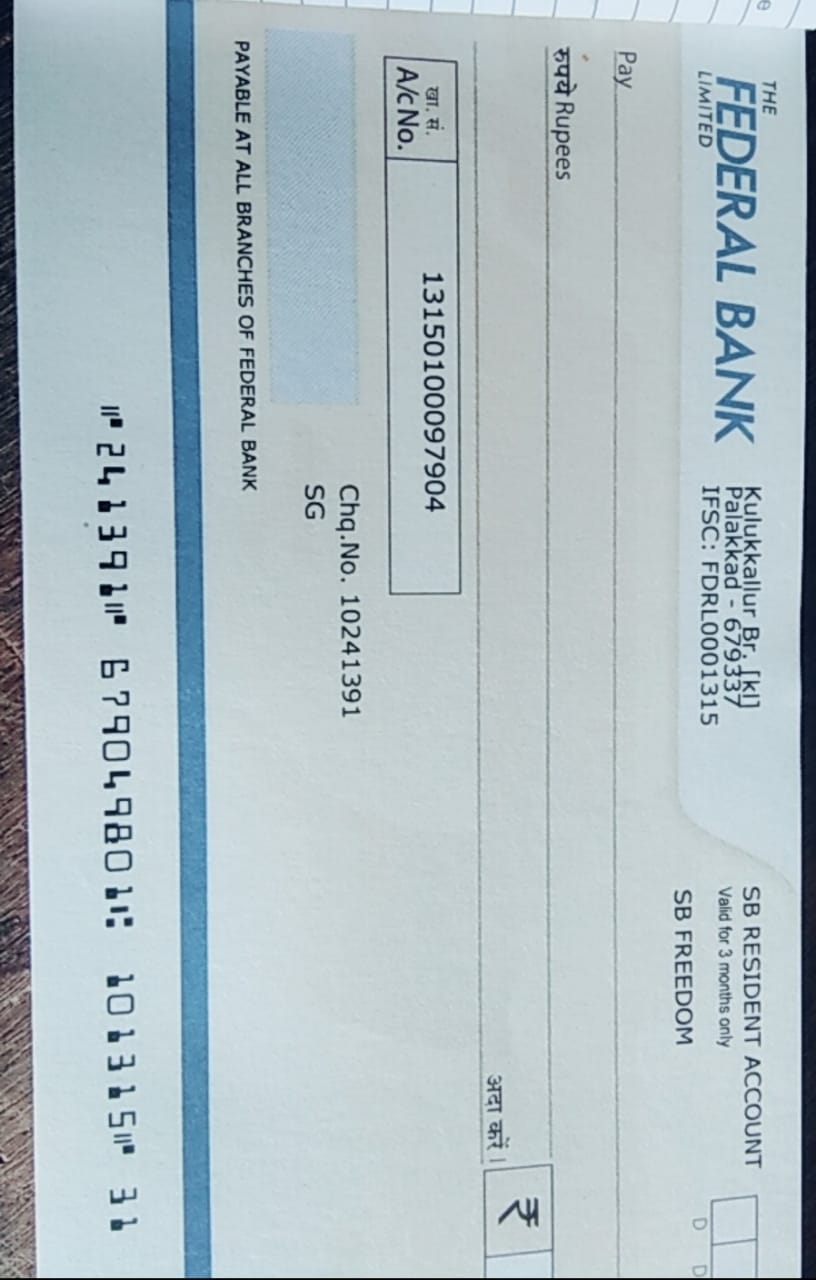 THE
FEDERAL BANK
LIMITED
Kulukkallur Br. [kl]
Palakkad - 679337
IFSC: FDRL0001315
SB RESIDENT ACCOUNT
Valid for 3 months only
SB FREEDOM
D D
Pay
रुपये Rupees
अदा करें।
₹
खा. सं.
A/c No.
13150100097904
Chq.No. 10241391
SG
PAYABLE AT ALL BRANCHES OF FEDERAL BANK
⑈241391⑈ 679049801⑆ 101315⑈ 31